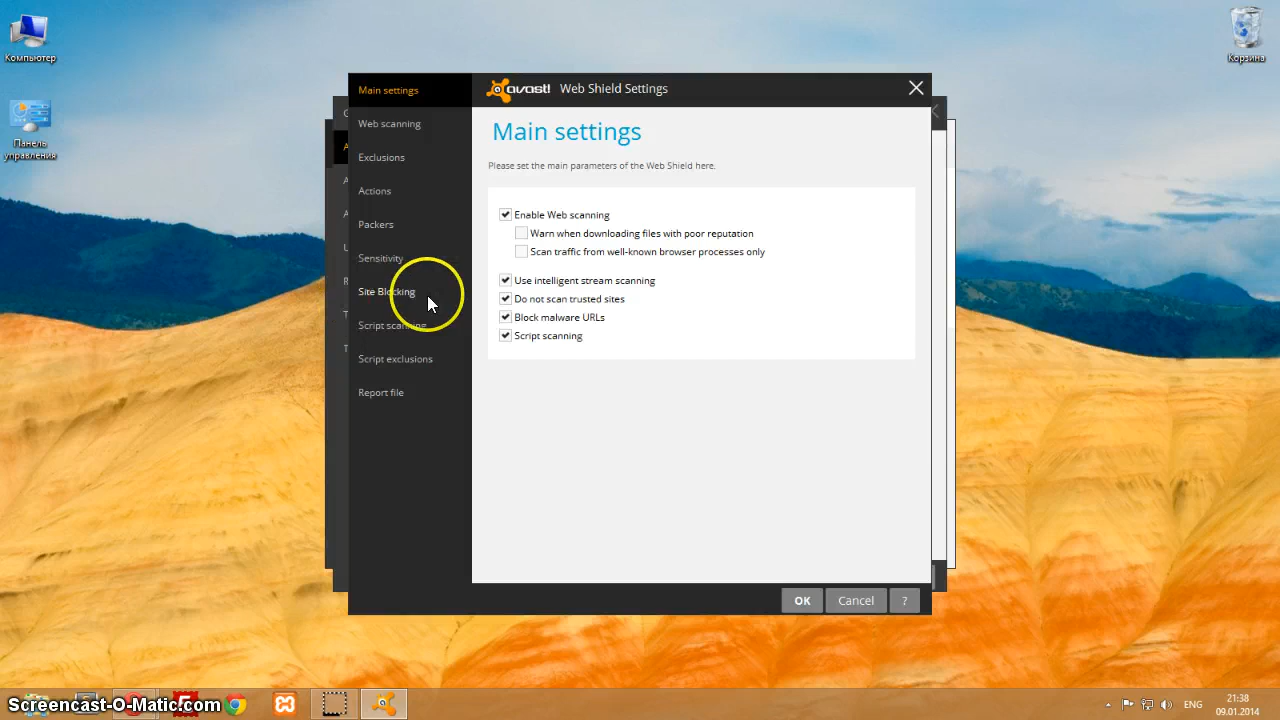 Компьютер
Панель
управления
Корзина
Main settings
Web scanning
Exclusions
Actions
Packers
Sensitivity
Site Blocking
Script scanning
Script exclusions
Report file
avast!
Web Shield Settings
Main settings
Please set the main parameters of the Web Shield here.
Enable Web scanning
Warn when downloading files with poor reputation
Scan traffic from well-known browser processes only
Use intelligent stream scanning
Do not scan trusted sites
Block malware URLs
Script scanning
OK
Cancel
?
Screencast-O-Matic.com
ENG
21:38
09.01.2014